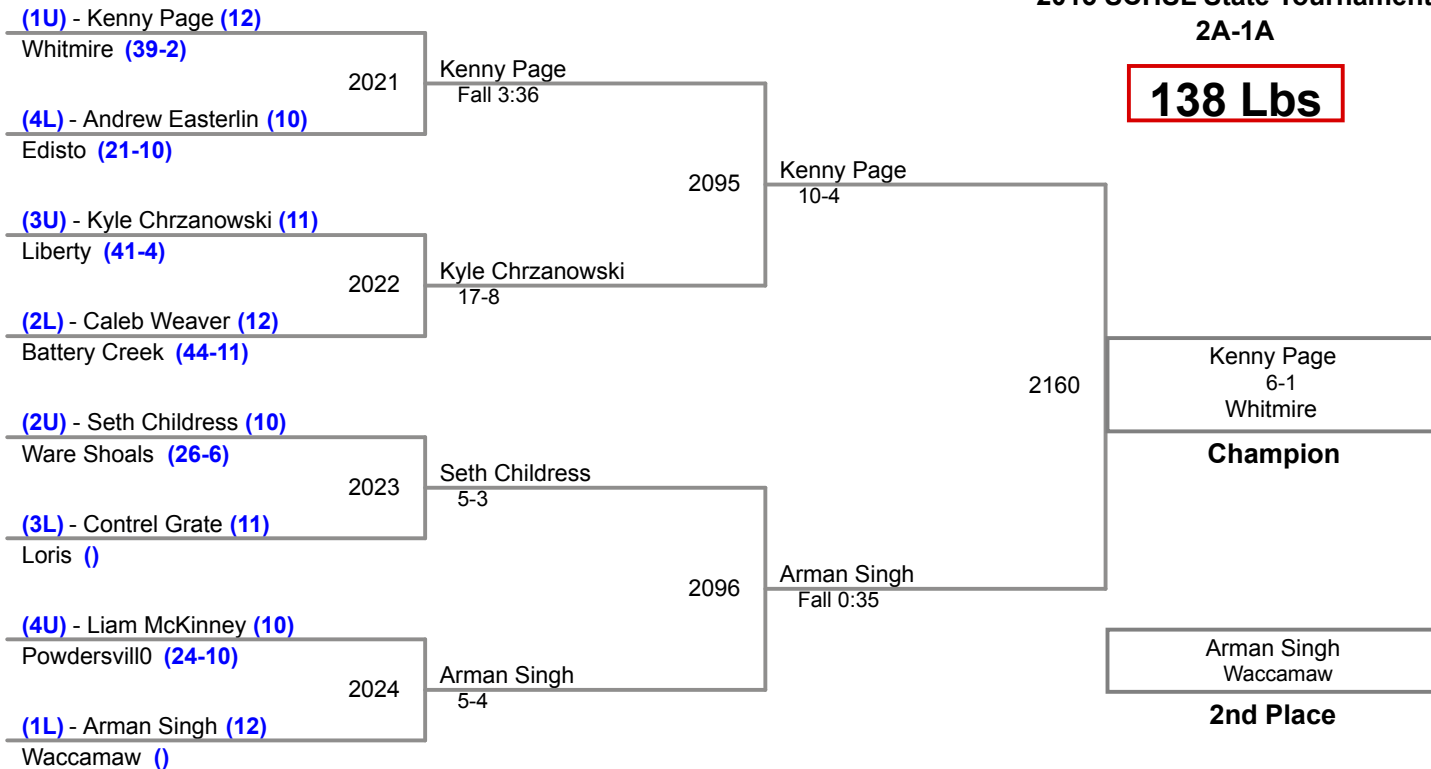 2016 SCHSL State Tournament
2A-1A
138 Lbs
(1U) - Kenny Page (12)
Whitmire (39-2)
2021
Kenny Page
Fall 3:36
(4L) - Andrew Easterlin (10)
Edisto (21-10)
2095
Kenny Page
10-4
(3U) - Kyle Chrzanowski (11)
Liberty (41-4)
2022
Kyle Chrzanowski
17-8
(2L) - Caleb Weaver (12)
Battery Creek (44-11)
2160
Kenny Page
6-1
Whitmire
Champion
(2U) - Seth Childress (10)
Ware Shoals (26-6)
2023
Seth Childress
5-3
(3L) - Contrel Grate (11)
Loris ()
2096
Arman Singh
Fall 0:35
(4U) - Liam McKinney (10)
Powdersvill0 (24-10)
2024
Arman Singh
5-4
(1L) - Arman Singh (12)
Waccamaw ()
Arman Singh
Waccamaw
2nd Place